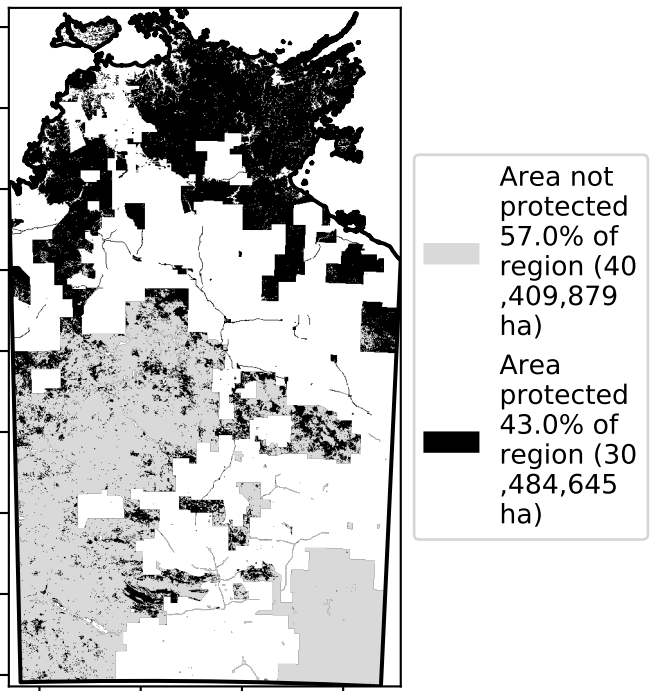 Area not
protected
57.0% of
region (40
,409,879
ha)
Area
protected
43.0% of
region (30
,484,645
ha)